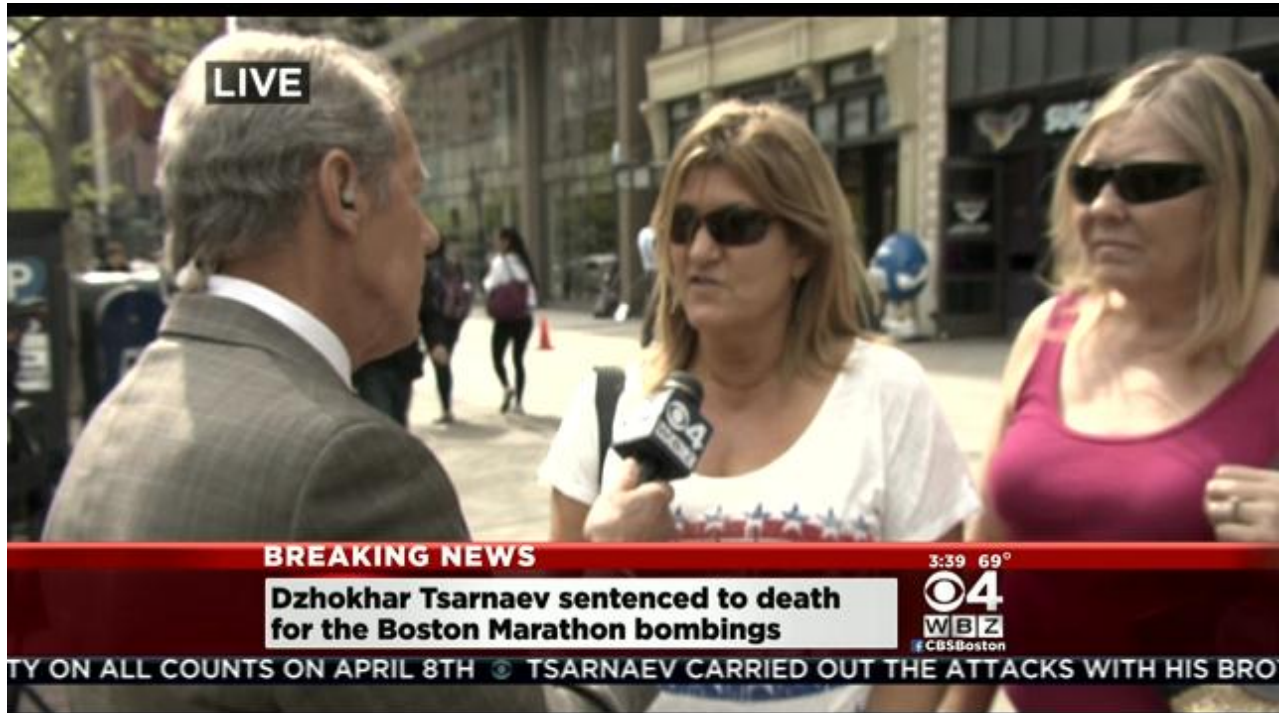 LIVE
4
BREAKING NEWS
3:39 69°
Dzhokhar Tsarnaev sentenced to death
for the Boston Marathon bombings
4
WBZ
f CBSBoston
TY ON ALL COUNTS ON APRIL 8TH TSARNAEV CARRIED OUT THE ATTACKS WITH HIS BRO